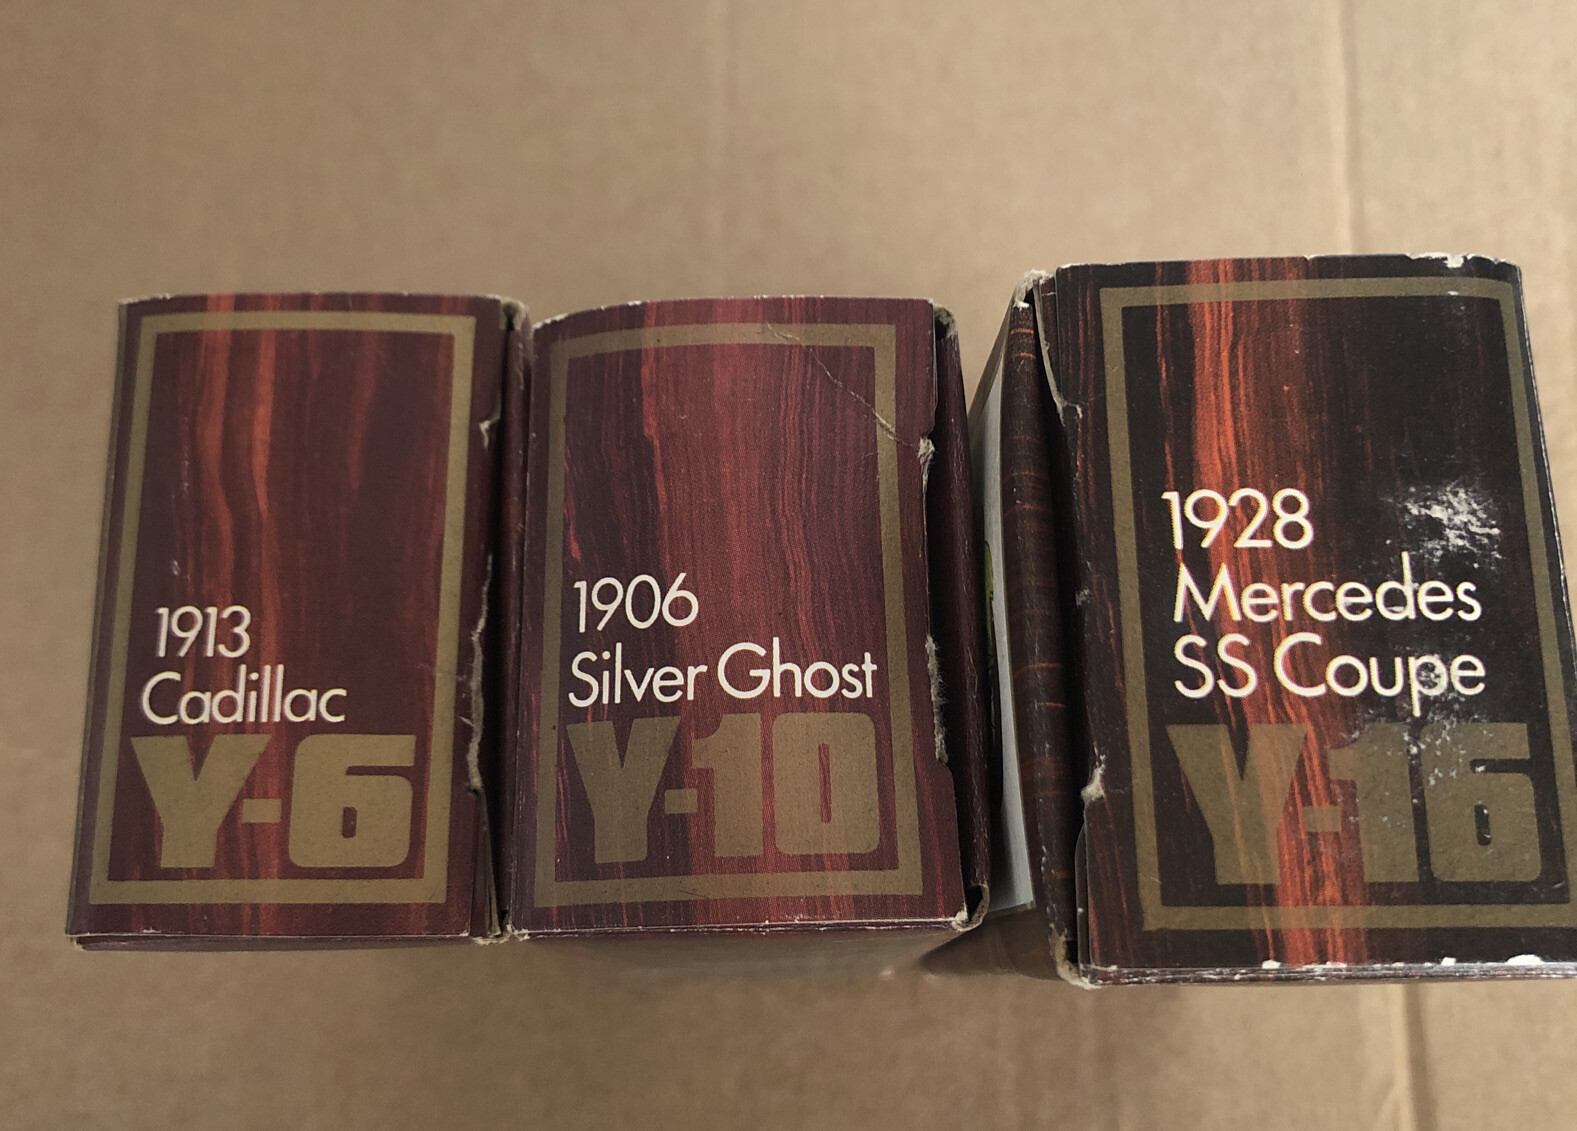 1913
Cadillac
Y-6
1906
Silver Ghost
Y-10
1928
Mercedes
SS Coupe
Y-16